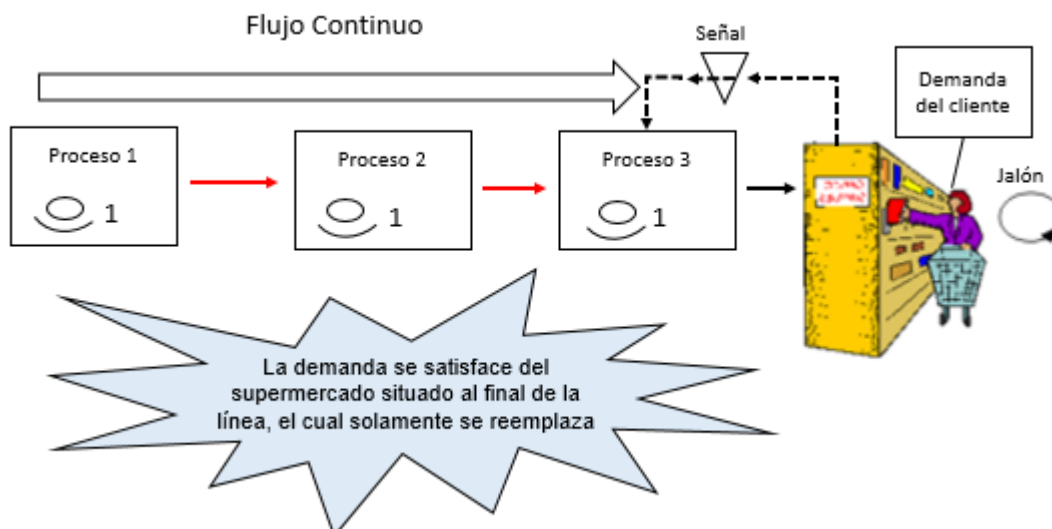 Flujo Continuo
Señal
Demanda
del cliente
Proceso 1
Proceso 2
Proceso 3
Jalón
1
1
1
La demanda se satisface del
supermercado situado al final de la
línea, el cual solamente se reemplaza